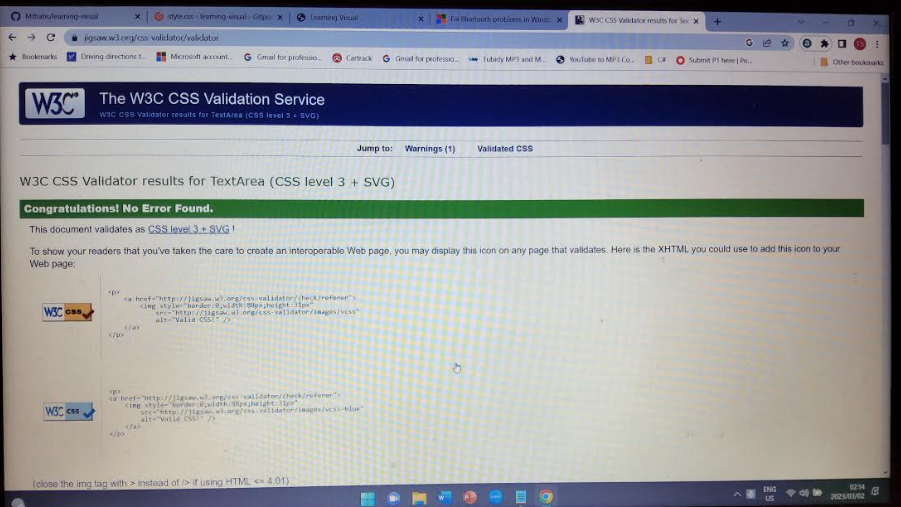 Mthabs/learning-visual
style.css - learning-visual - Gitpo
Learning Visual
Fix Bluetooth problems in Windo
W3C CSS Validator results for Tex
jigsaw.w3.org/css-validator/validator
Bookmarks
Driving directions t...
Microsoft account...
Gmail for professio...
Cartrack
Gmail for professio...
Tubidy MP3 and M...
YouTube to MP3 Co...
C#
Submit P1 here | Po...
Other bookmarks
W3C
The W3C CSS Validation Service
W3C CSS Validator results for TextArea (CSS level 3 + SVG)
Jump to: Warnings (1) Validated CSS
W3C CSS Validator results for TextArea (CSS level 3 + SVG)
Congratulations! No Error Found.
This document validates as CSS level 3 + SVG !
To show your readers that you've taken the care to create an interoperable Web page, you may display this icon on any page that validates. Here is the XHTML you could use to add this icon to your
Web page:
W3C css
<p>
<a href="http://jigsaw.w3.org/css-validator/check/referer">
<img style="border:0;width:88px;height:31px"
src="http://jigsaw.w3.org/css-validator/images/vcss"
alt="Valid CSS!" />
</a>
</p>
W3C css
<p>
<a href="http://jigsaw.w3.org/css-validator/check/referer">
<img style="border:0;width:88px;height:31px"
src="http://jigsaw.w3.org/css-validator/images/vcss-blue"
alt="Valid CSS!" />
</a>
</p>
(close the img tag with > instead of /> if using HTML <= 4.01)
ENG
US
02:14
2023/03/02